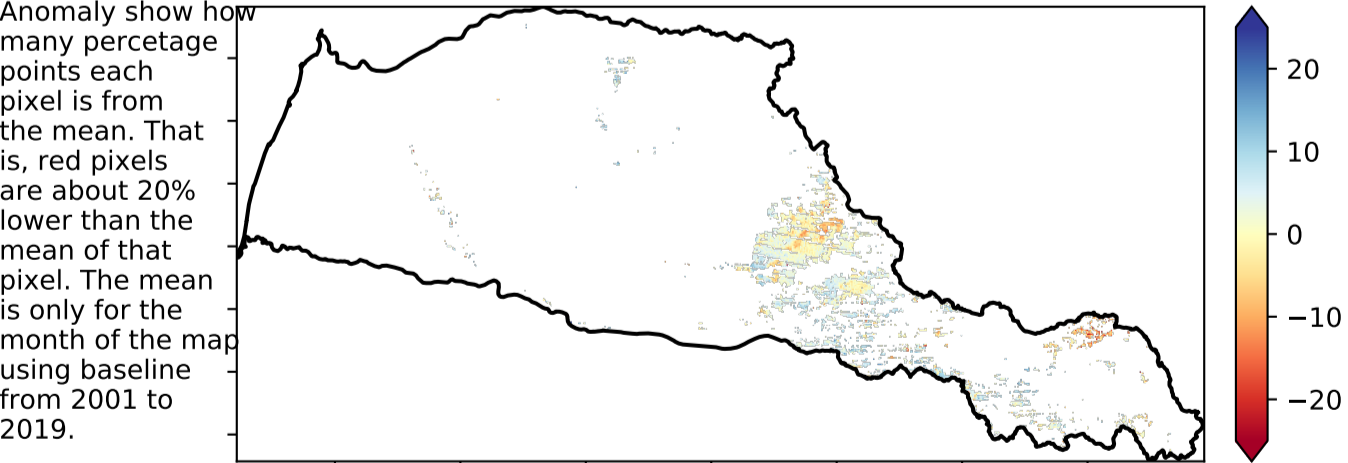 Anomaly show how
many percetage
points each
pixel is from
the mean. That
is, red pixels
are about 20%
lower than the
mean of that
pixel. The mean
is only for the
month of the map
using baseline
from 2001 to
2019.
20
10
0
−10
−20